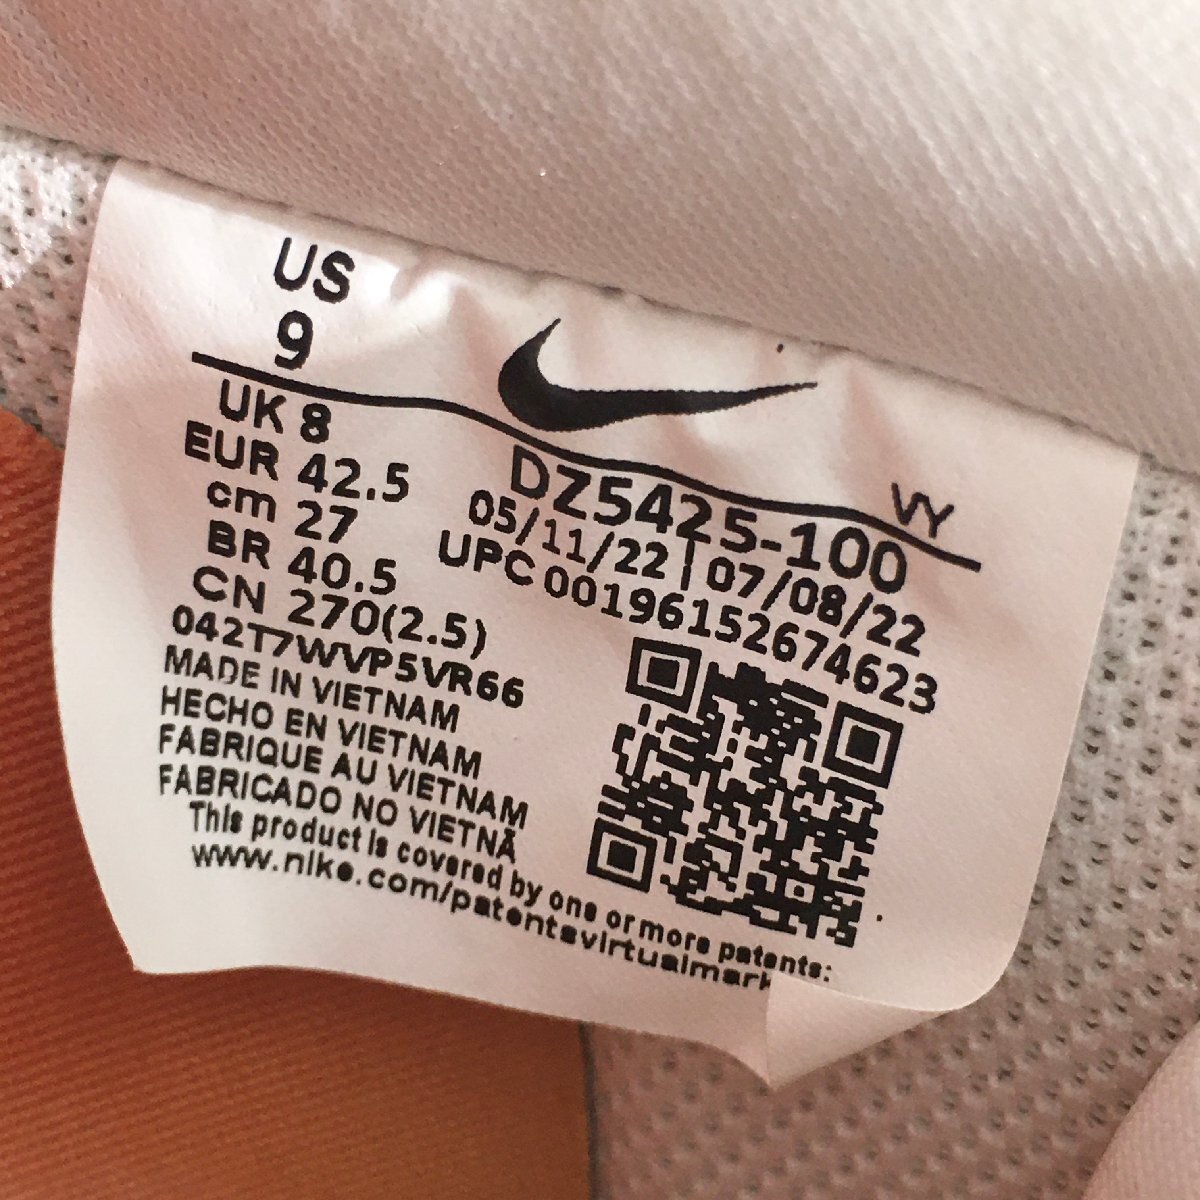 US
9
UK 8
EUR 42.5
cm 27
BR 40.5
CN 270(2.5)
042T7WVP5VR66
MADE IN VIETNAM
HECHO EN VIETNAM
FABRIQUE AU VIETNAM
FABRICADO NO VIETNÃ
This product is covered by one or more patents:
www.nike.com/patentsvirtualmark
VY
DZ5425-100
05/11/22 | 07/08/22
UPC 00196152674623